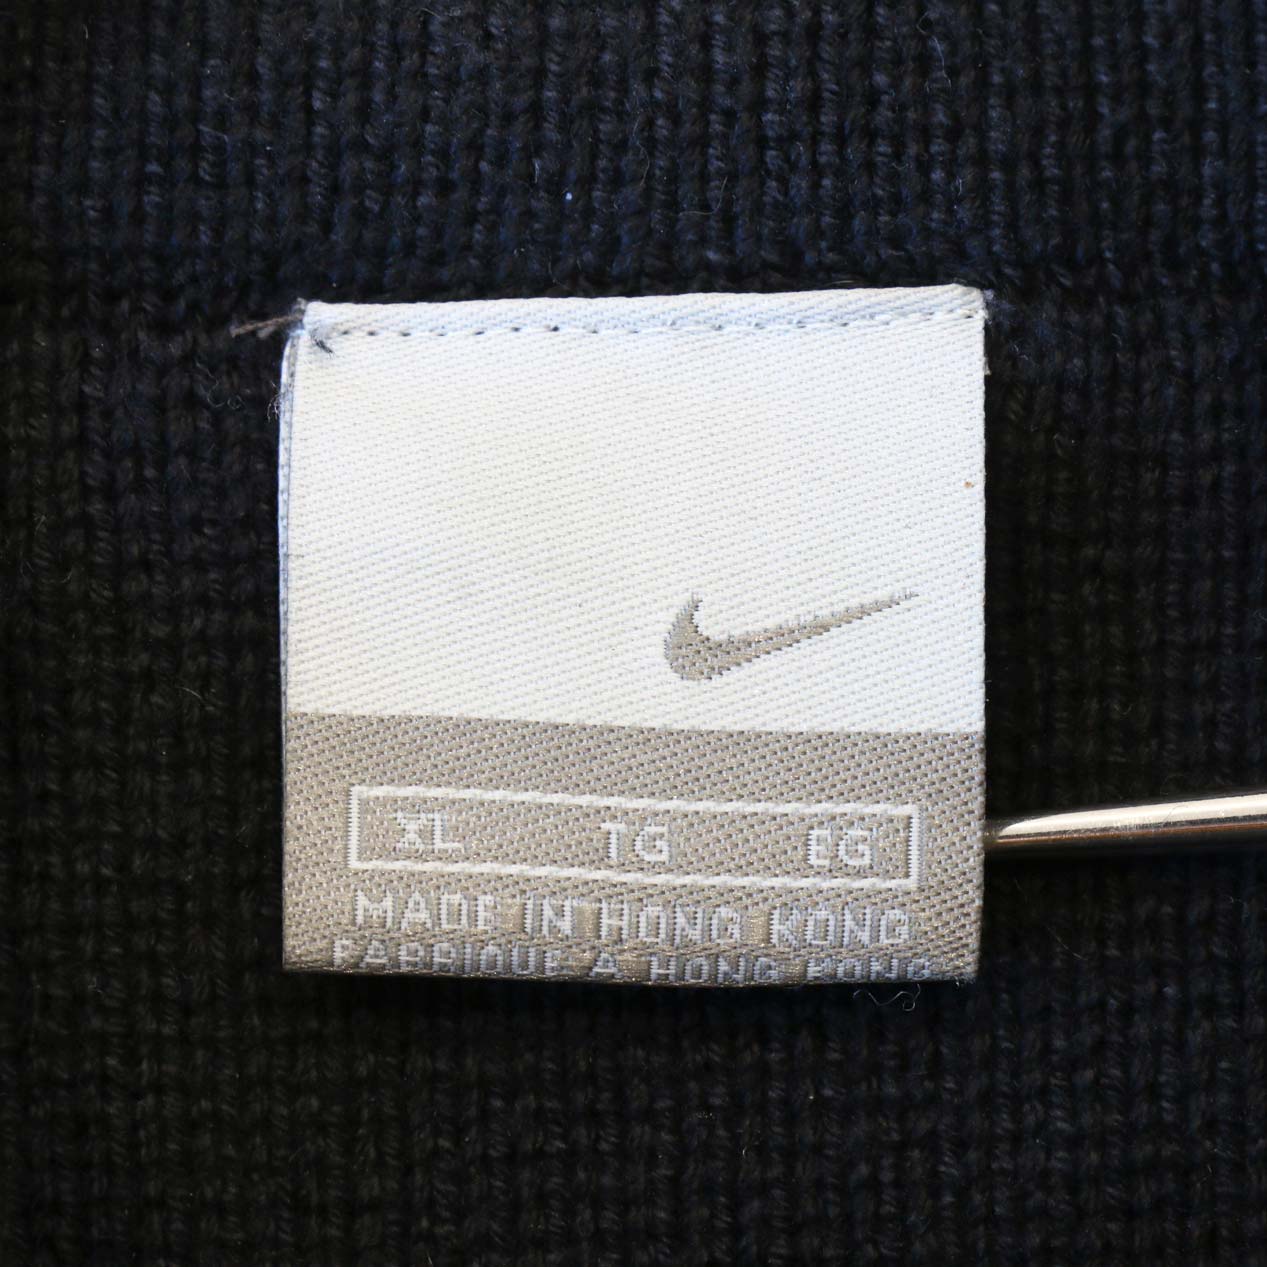 XL TG EG
MADE IN HONG KONG
FABRIQUE A HONG KONG